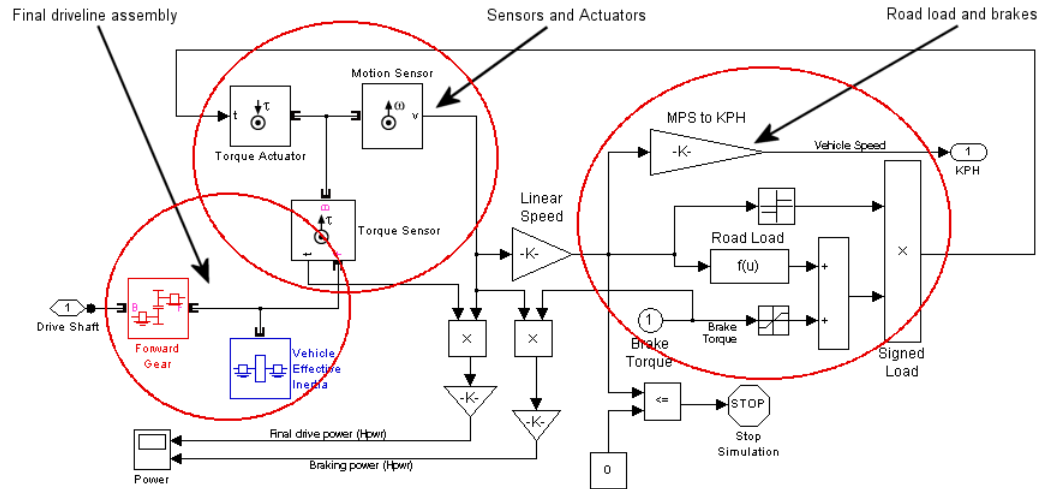 Final driveline assembly
Sensors and Actuators
Road load and brakes
Motion Sensor
MPS to KPH
t
τ
ω
v
-K-
Vehicle Speed
1
KPH
Torque Actuator
Linear
Speed
B
τ
Torque Sensor
t
F
-K-
Road Load
f(u)
+
×
1
Drive Shaft
B
F
Forward
Gear
Vehicle
Effective
Inertia
×
×
1
Brake
Torque
Brake
Torque
+
Signed
Load
-K-
-K-
<=
STOP
Stop
Simulation
Final drive power (Hpwr)
Braking power (Hpwr)
Power
0